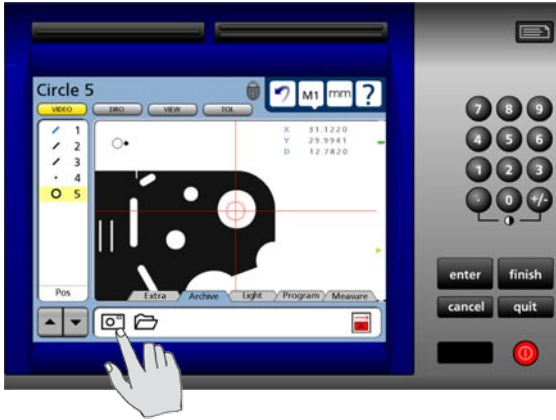 Circle 5
M1 mm ?
VIDEO DRO VIEW TOL
1
2
3
4
5
X 31.1220
Y 29.9941
D 12.7820
Pos
Extra Archive Light Program Measure
A
7 8 9
4 5 6
1 2 3
. 0 +/-
enter finish
cancel quit